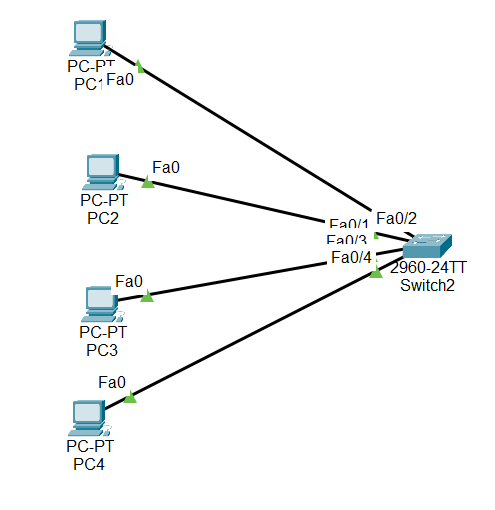 PC-PT
PC1
Fa0
Fa0
PC-PT
PC2
Fa0/2
Fa0/1
Fa0/3
Fa0/4
2960-24TT
Switch2
Fa0
PC-PT
PC3
Fa0
PC-PT
PC4